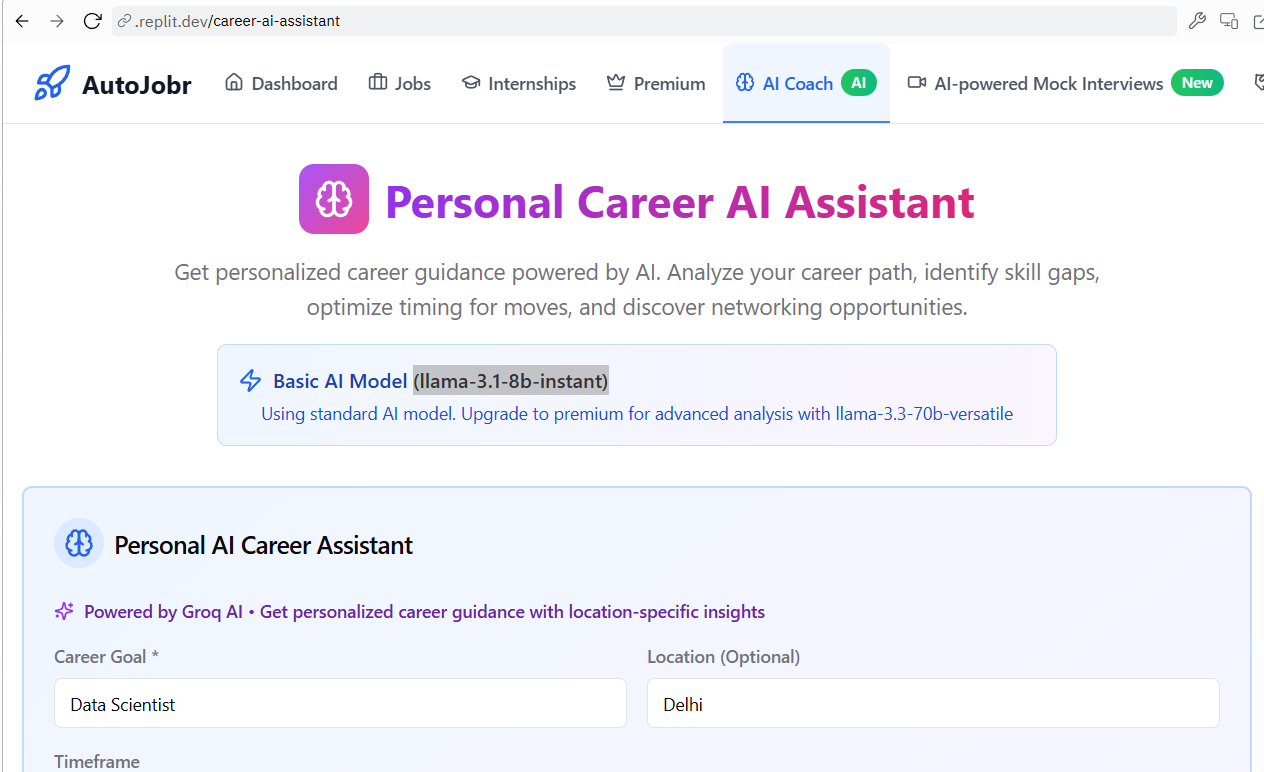 .replit.dev/career-ai-assistant
AutoJobr Dashboard Jobs Internships Premium AI Coach AI AI-powered Mock Interviews New
Personal Career AI Assistant
Get personalized career guidance powered by AI. Analyze your career path, identify skill gaps,
optimize timing for moves, and discover networking opportunities.
Basic AI Model (llama-3.1-8b-instant)
Using standard AI model. Upgrade to premium for advanced analysis with llama-3.3-70b-versatile
Personal AI Career Assistant
Powered by Groq AI • Get personalized career guidance with location-specific insights
Career Goal * Location (Optional)
Data Scientist Delhi
Timeframe